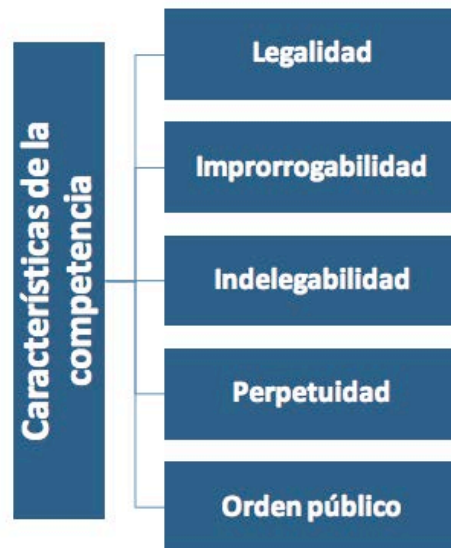 Características de la
competencia
Legalidad
Improrrogabilidad
Indelegabilidad
Perpetuidad
Orden público